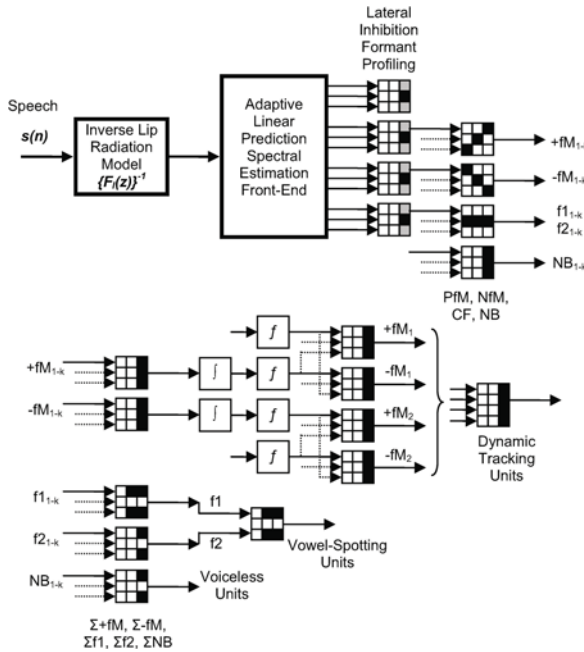 Lateral
Inhibition
Formant
Profiling
Speech
s(n)
Inverse Lip
Radiation
Model
{F_l(z)}^-1
Adaptive
Linear
Prediction
Spectral
Estimation
Front-End
+fM1-k
-fM1-k
f11-k
f21-k
NB1-k
PfM, NfM,
CF, NB
+fM1-k
-fM1-k
∫
∫
f
f
f
f
+fM1
-fM1
+fM2
-fM2
Dynamic
Tracking
Units
f11-k
f21-k
NB1-k
f1
f2
Vowel-Spotting
Units
Voiceless
Units
Σ+fM, Σ-fM,
Σf1, Σf2, ΣNB